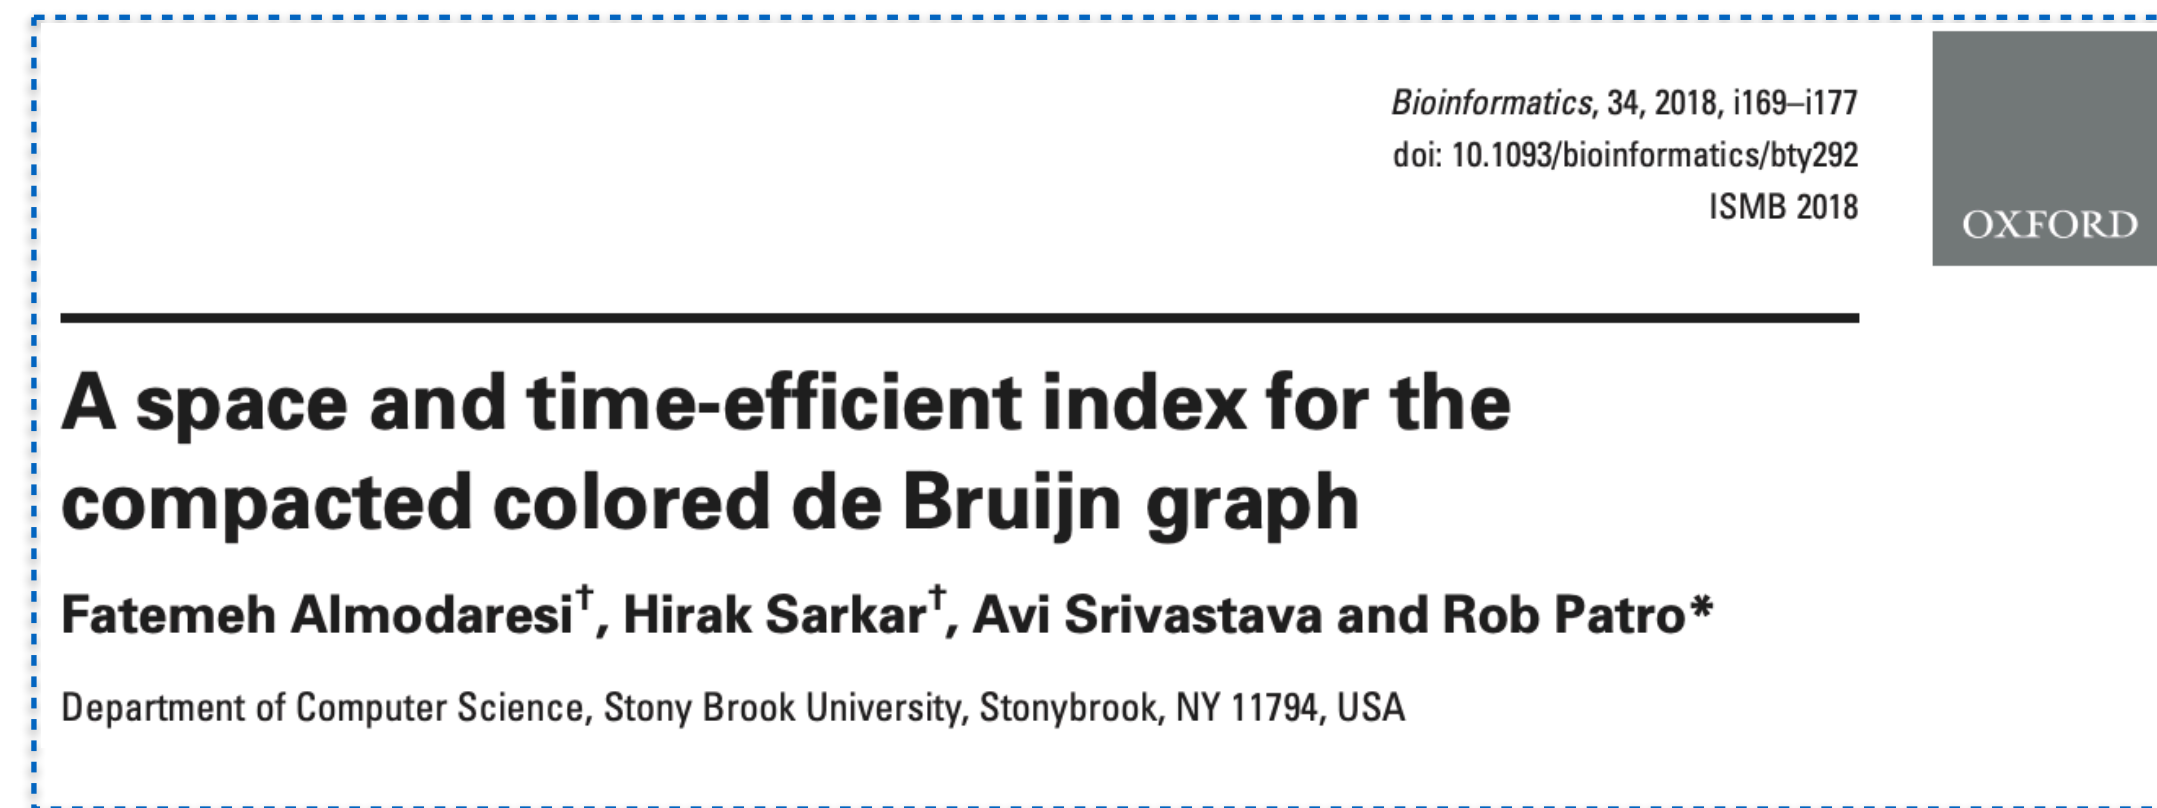 Bioinformatics, 34, 2018, i169–i177
doi: 10.1093/bioinformatics/bty292
ISMB 2018
OXFORD
A space and time-efficient index for the
compacted colored de Bruijn graph
Fatemeh Almodaresi†, Hirak Sarkar†, Avi Srivastava and Rob Patro*
Department of Computer Science, Stony Brook University, Stonybrook, NY 11794, USA